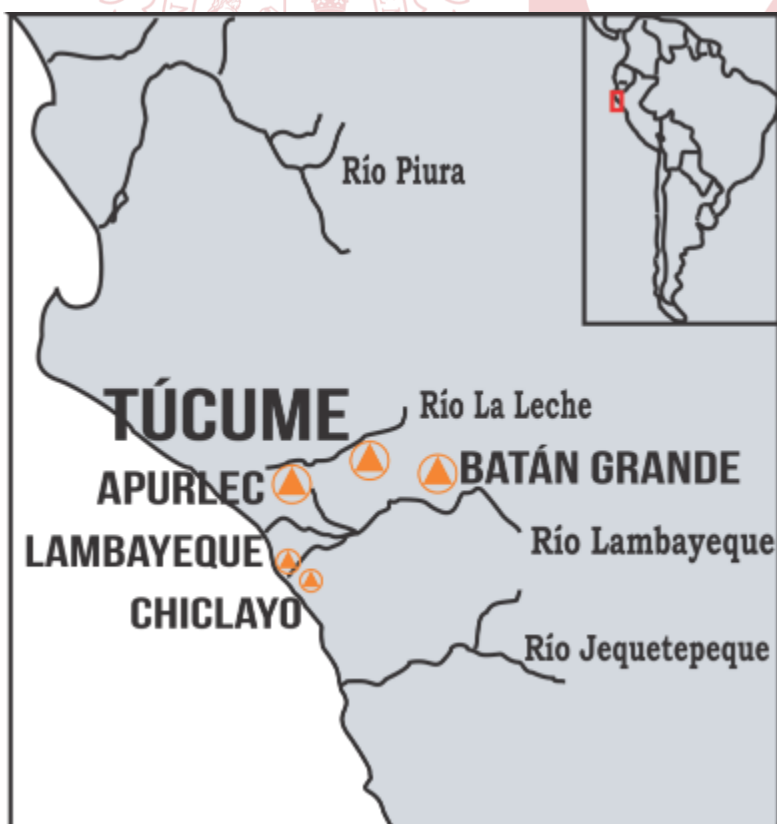 Río Piura
TÚCUME
Río La Leche
BATÁN GRANDE
APURLEC
Río Lambayeque
LAMBAYEQUE
CHICLAYO
Río Jequetepeque